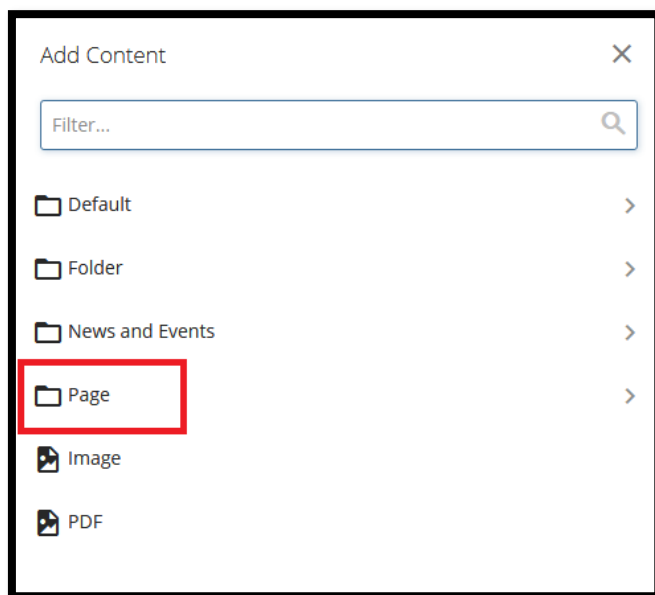 Add Content
Filter...
Default
Folder
News and Events
Page
Image
PDF